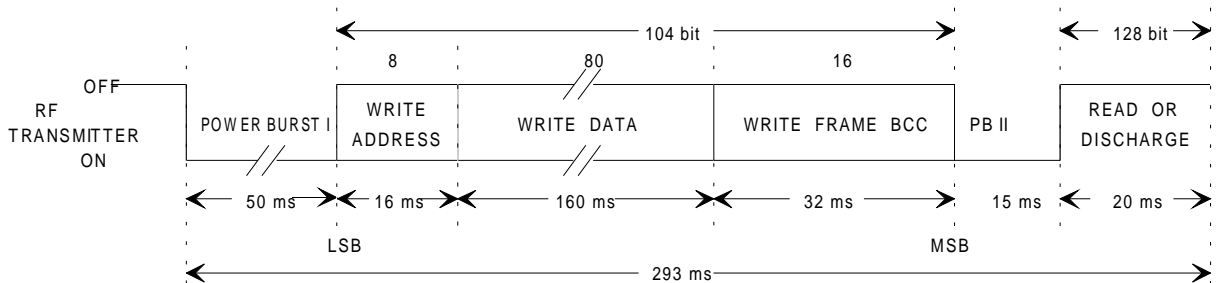 104 bit 128 bit
8 80 16
OFF
RF
TRANSMITTER
ON
POWER BURST I
WRITE
ADDRESS
WRITE DATA
WRITE FRAME BCC
PB II
READ OR
DISCHARGE
50 ms 16 ms 160 ms 32 ms 15 ms 20 ms
LSB MSB
293 ms